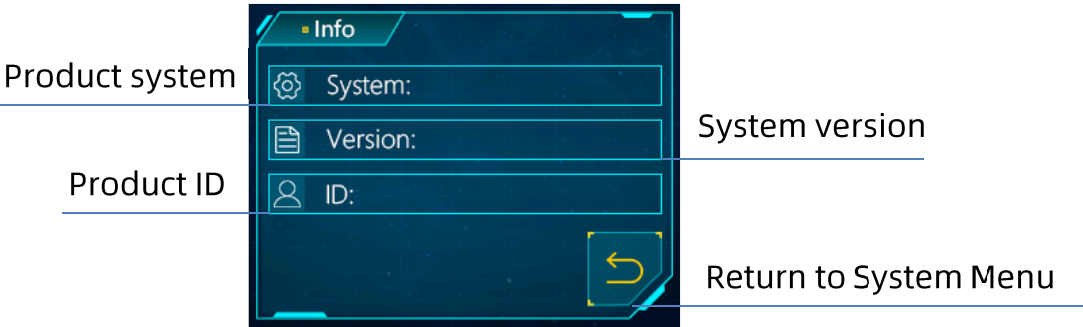 Info
Product system
System:
System version
Version:
Product ID
ID:
Return to System Menu